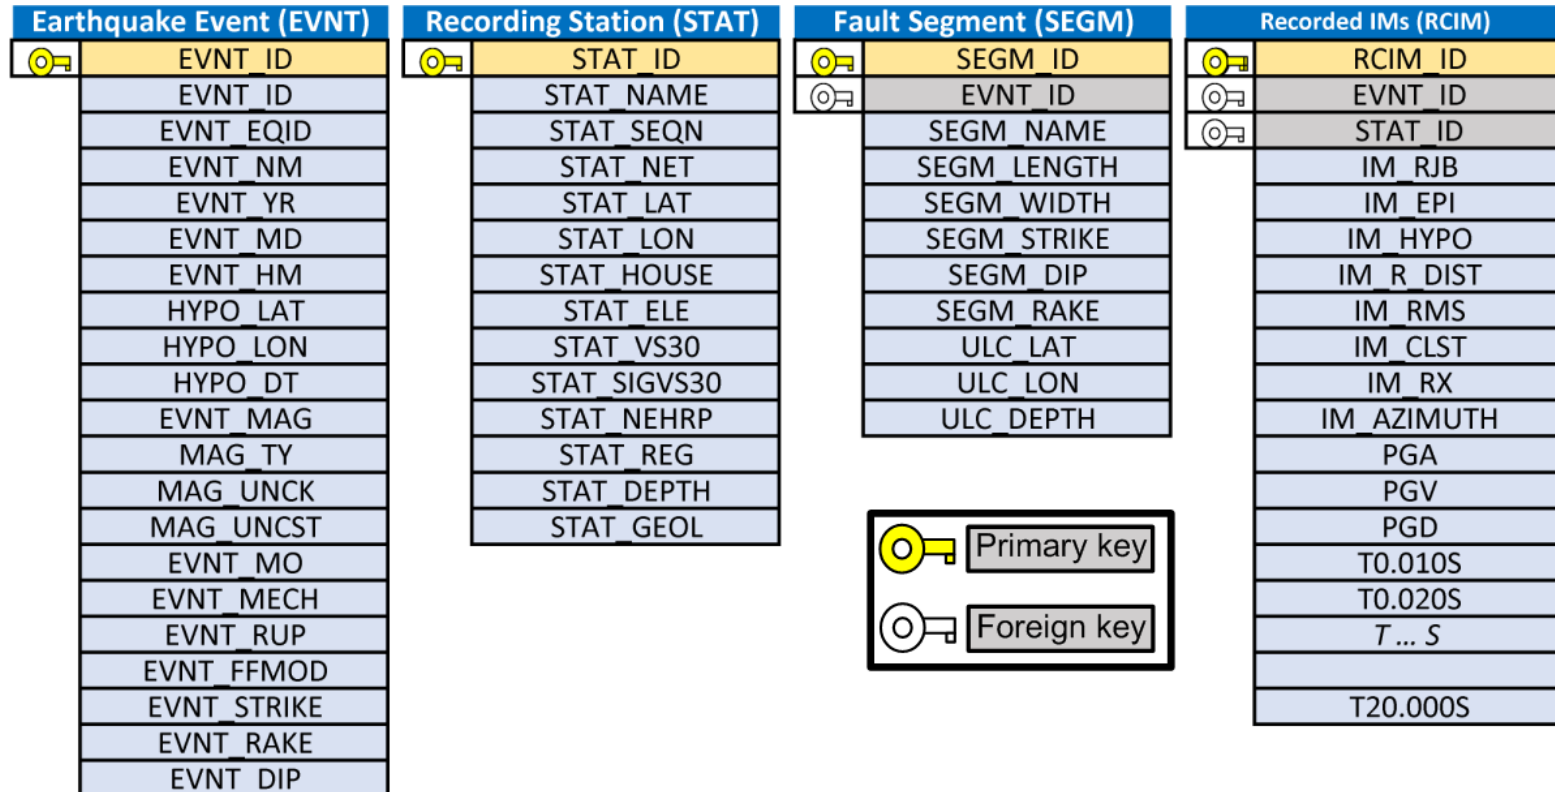 Earthquake Event (EVNT)
EVNT_ID
EVNT_ID
EVNT_EQID
EVNT_NM
EVNT_YR
EVNT_MD
EVNT_HM
HYPO_LAT
HYPO_LON
HYPO_DT
EVNT_MAG
MAG_TY
MAG_UNCK
MAG_UNCST
EVNT_MO
EVNT_MECH
EVNT_RUP
EVNT_FFMOD
EVNT_STRIKE
EVNT_RAKE
EVNT_DIP
Recording Station (STAT)
STAT_ID
STAT_NAME
STAT_SEQN
STAT_NET
STAT_LAT
STAT_LON
STAT_HOUSE
STAT_ELE
STAT_VS30
STAT_SIGVS30
STAT_NEHRP
STAT_REG
STAT_DEPTH
STAT_GEOL
Fault Segment (SEGM)
SEGM_ID
EVNT_ID
SEGM_NAME
SEGM_LENGTH
SEGM_WIDTH
SEGM_STRIKE
SEGM_DIP
SEGM_RAKE
ULC_LAT
ULC_LON
ULC_DEPTH
Primary key
Foreign key
Recorded IMs (RCIM)
RCIM_ID
EVNT_ID
STAT_ID
IM_RJB
IM_EPI
IM_HYPO
IM_R_DIST
IM_RMS
IM_CLST
IM_RX
IM_AZIMUTH
PGA
PGV
PGD
T0.010S
T0.020S
T ... S
T20.000S